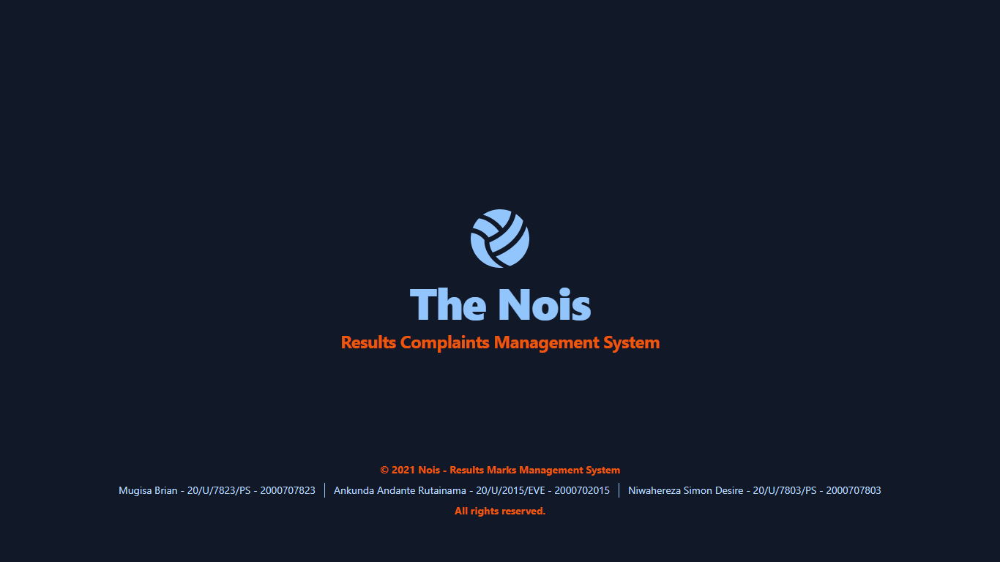 The Nois
Results Complaints Management System
© 2021 Nois - Results Marks Management System
Mugisa Brian - 20/U/7823/PS - 2000707823 Ankunda Andante Rutainama - 20/U/2015/EVE - 2000702015 Niwahereza Simon Desire - 20/U/7803/PS - 2000707803
All rights reserved.